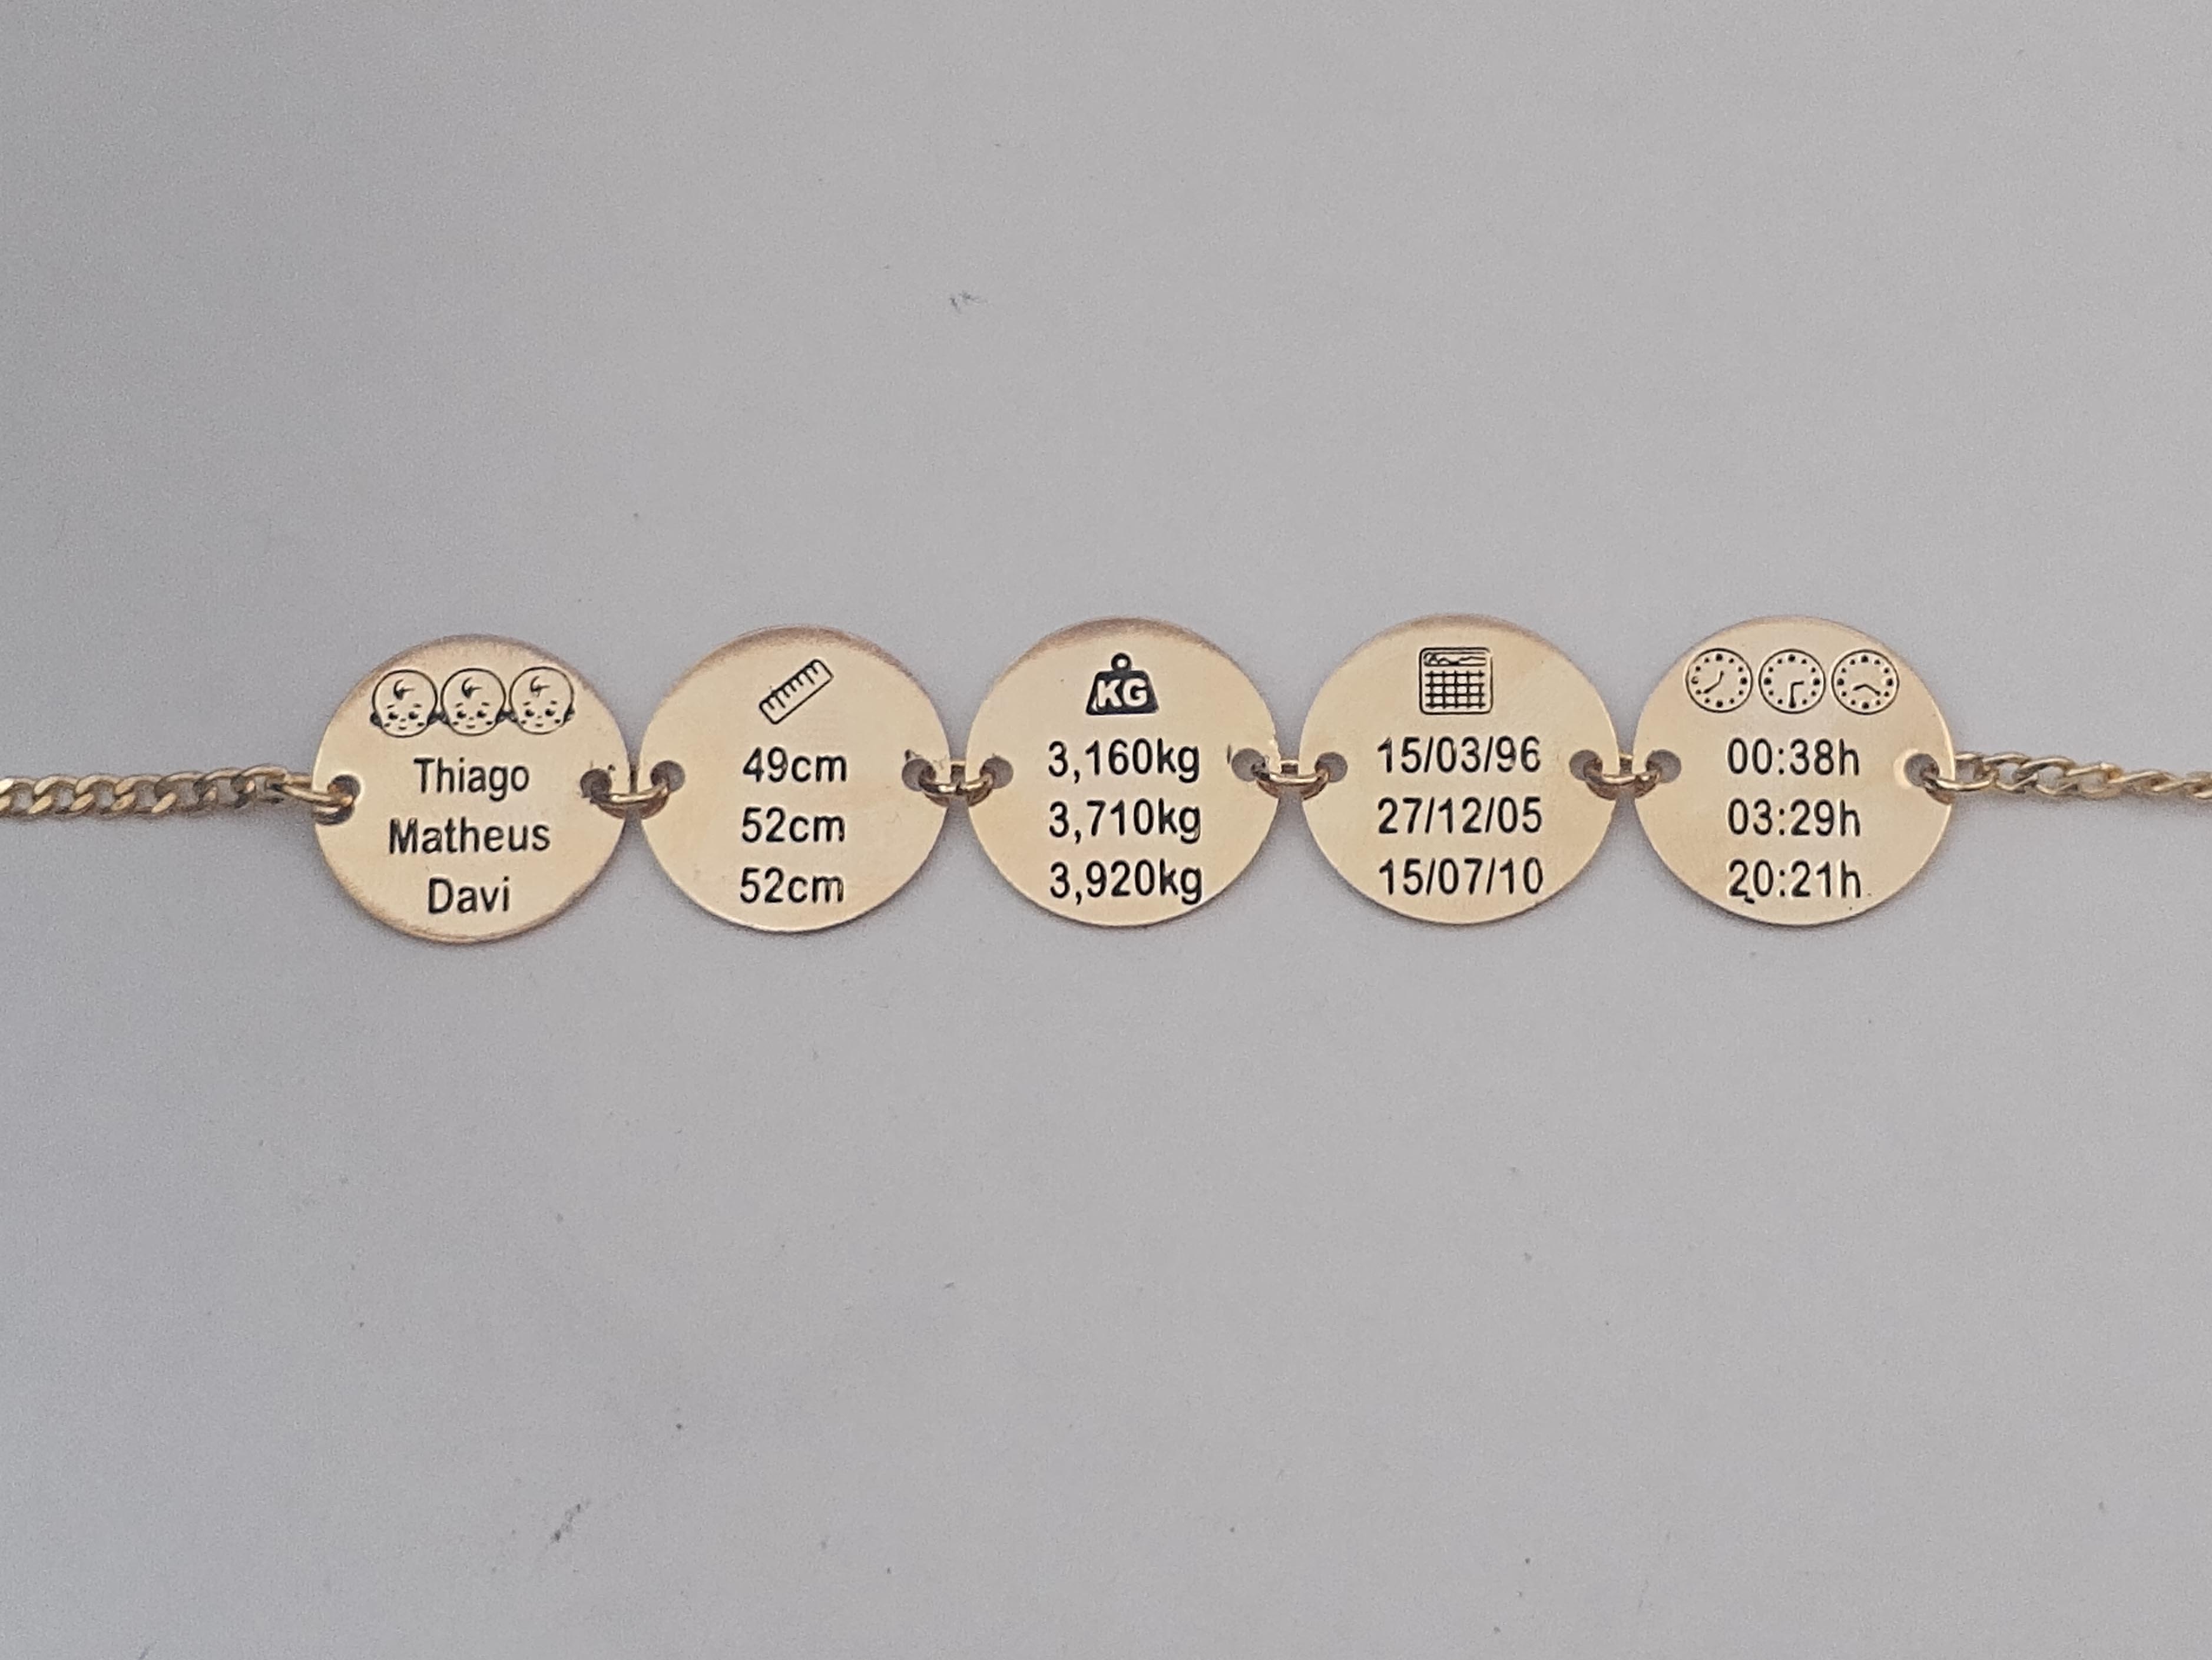 Thiago
Matheus
Davi
49cm
52cm
52cm
KG
3,160kg
3,710kg
3,920kg
15/03/96
27/12/05
15/07/10
00:38h
03:29h
20:21h